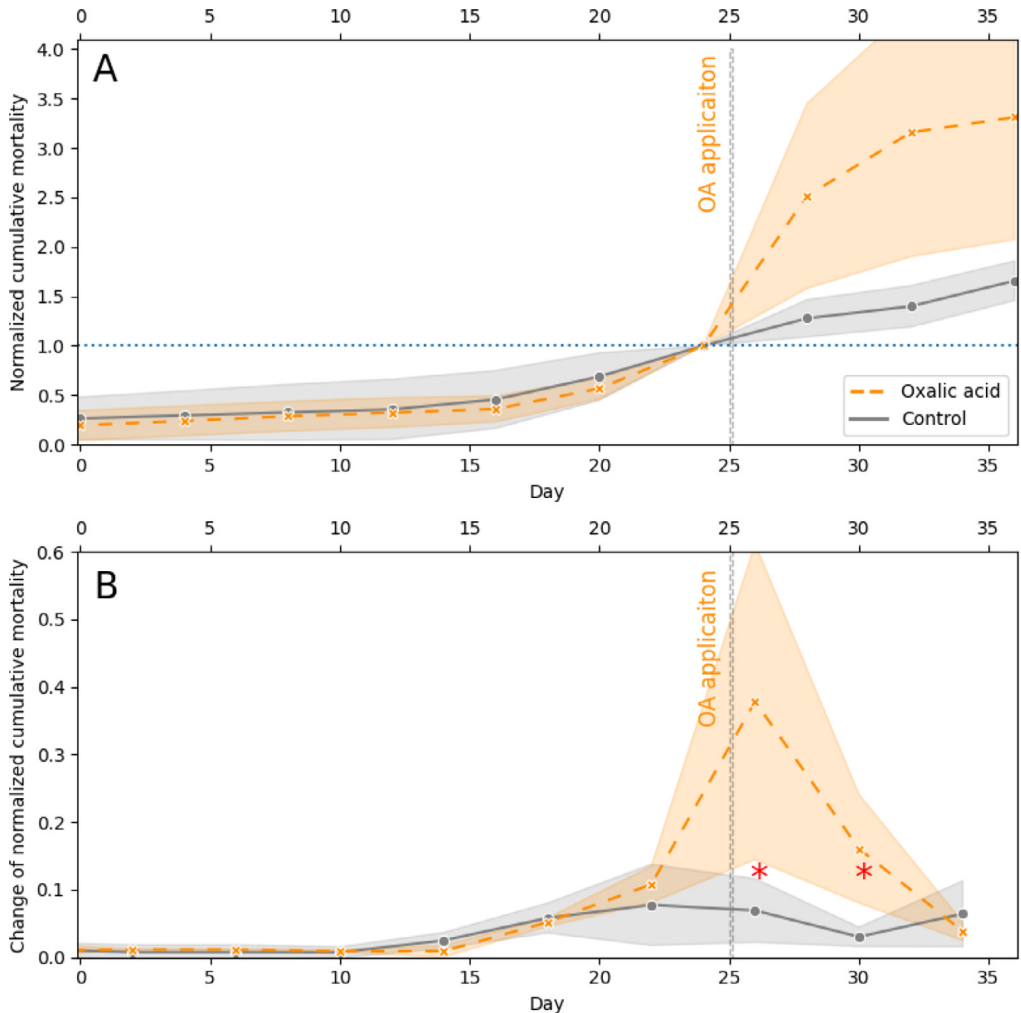 0 5 10 15 20 25 30 35
A
4.0
3.5
3.0
2.5
2.0
1.5
1.0
0.5
0.0
Normalized cumulative mortality
OA applicaiton
Oxalic acid
Control
0 5 10 15 20 25 30 35
Day
0 5 10 15 20 25 30 35
B
0.6
0.5
0.4
0.3
0.2
0.1
0.0
Change of normalized cumulative mortality
OA applicaiton
*
*
0 5 10 15 20 25 30 35
Day